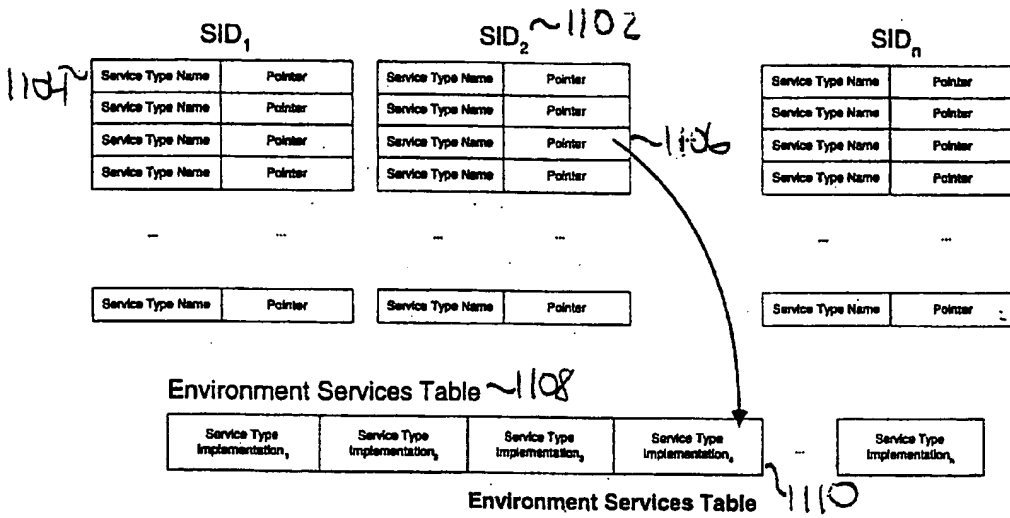 SID₁ SID₂ ~1102 SIDₙ
1104~ Service Type Name Pointer Service Type Name Pointer Service Type Name Pointer
Service Type Name Pointer Service Type Name Pointer Service Type Name Pointer
Service Type Name Pointer Service Type Name Pointer ~1106 Service Type Name Pointer
Service Type Name Pointer Service Type Name Pointer Service Type Name Pointer
... ... ... ... ... ...
Service Type Name Pointer Service Type Name Pointer Service Type Name Pointer
Environment Services Table ~1108
Service Type Service Type Service Type Service Type ... Service Type
Implementation₁ Implementation₂ Implementation₃ Implementation₄ Implementationₙ
~1110
Environment Services Table